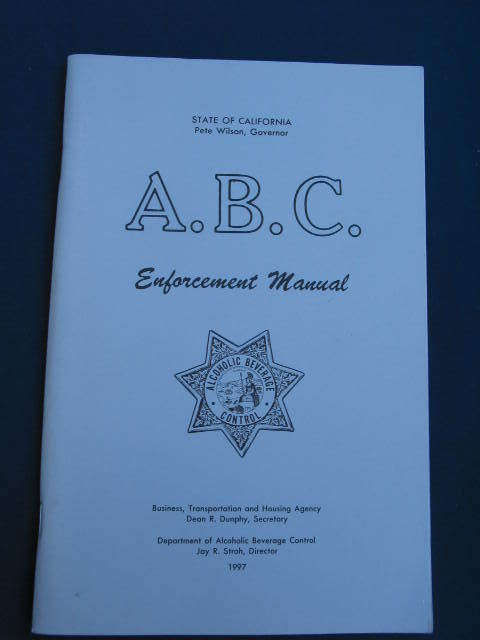 STATE OF CALIFORNIA
Pete Wilson, Governor
A.B.C.
Enforcement Manual
ALCOHOLIC BEVERAGE
CONTROL
Business, Transportation and Housing Agency
Dean R. Dunphy, Secretary
Department of Alcoholic Beverage Control
Jay R. Stroh, Director
1997